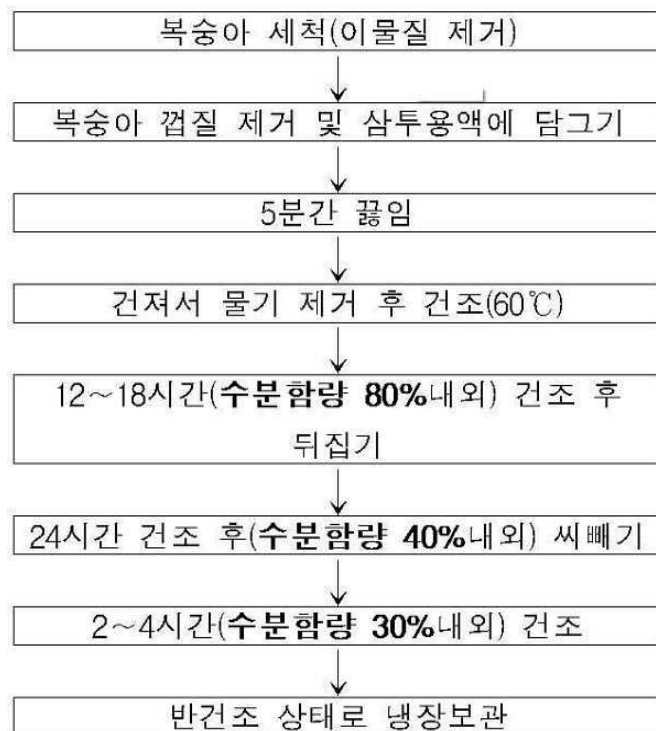 복숭아 세척(이물질 제거)
복숭아 껍질 제거 및 삼투용액에 담그기
5분간 끓임
건져서 물기 제거 후 건조(60℃)
12~18시간(수분함량 80%내외) 건조 후
뒤집기
24시간 건조 후(수분함량 40%내외) 씨빼기
2~4시간(수분함량 30%내외) 건조
반건조 상태로 냉장보관